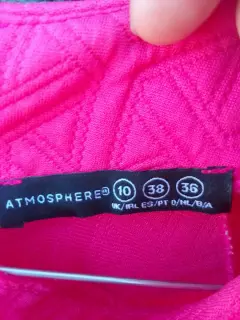 ATMOSPHERE® 10 38 36
UK/IRL ES/PT D/NL/B/A